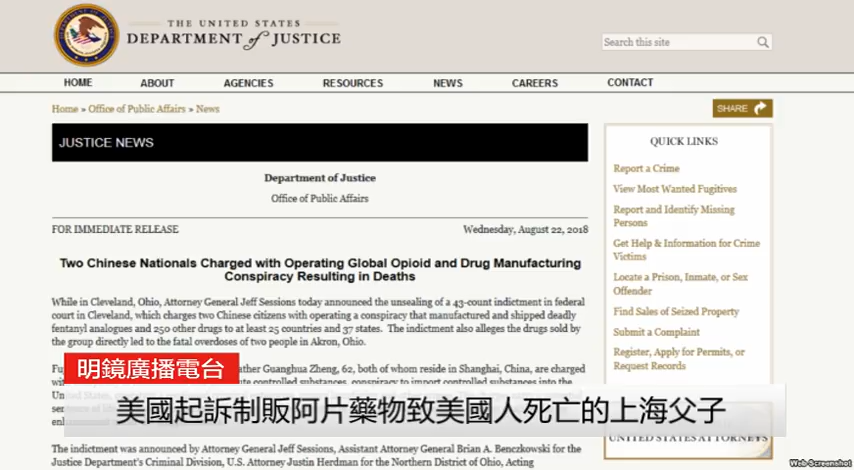 THE UNITED STATES
DEPARTMENT of JUSTICE
Search this site
HOME ABOUT AGENCIES RESOURCES NEWS CAREERS CONTACT
Home » Office of Public Affairs » News
SHARE
JUSTICE NEWS
Department of Justice
Office of Public Affairs
FOR IMMEDIATE RELEASE Wednesday, August 22, 2018
Two Chinese Nationals Charged with Operating Global Opioid and Drug Manufacturing
Conspiracy Resulting in Deaths
While in Cleveland, Ohio, Attorney General Jeff Sessions today announced the unsealing of a 43-count indictment in federal
court in Cleveland, which charges two Chinese citizens with operating a conspiracy that manufactured and shipped deadly
fentanyl analogues and 250 other drugs to at least 25 countries and 37 states. The indictment also alleges the drugs sold by
the group directly led to the fatal overdoses of two people in Akron, Ohio.
ather Guanghua Zheng, 62, both of whom reside in Shanghai, China, are charged
明鏡廣播電台
美國起訴制販阿片藥物致美國人死亡的上海父子
The indictment was announced by Attorney General Jeff Sessions, Assistant Attorney General Brian A. Benczkowski for the
Justice Department's Criminal Division, U.S. Attorney Justin Herdman for the Northern District of Ohio, Acting
QUICK LINKS
Report a Crime
View Most Wanted Fugitives
Report and Identify Missing
Persons
Get Help & Information for Crime
Victims
Locate a Prison, Inmate, or Sex
Offender
Find Sales of Seized Property
Submit a Complaint
Register, Apply for Permits, or
Request Records
UNITED STATES ATTORNEYS
Web-Screenshot